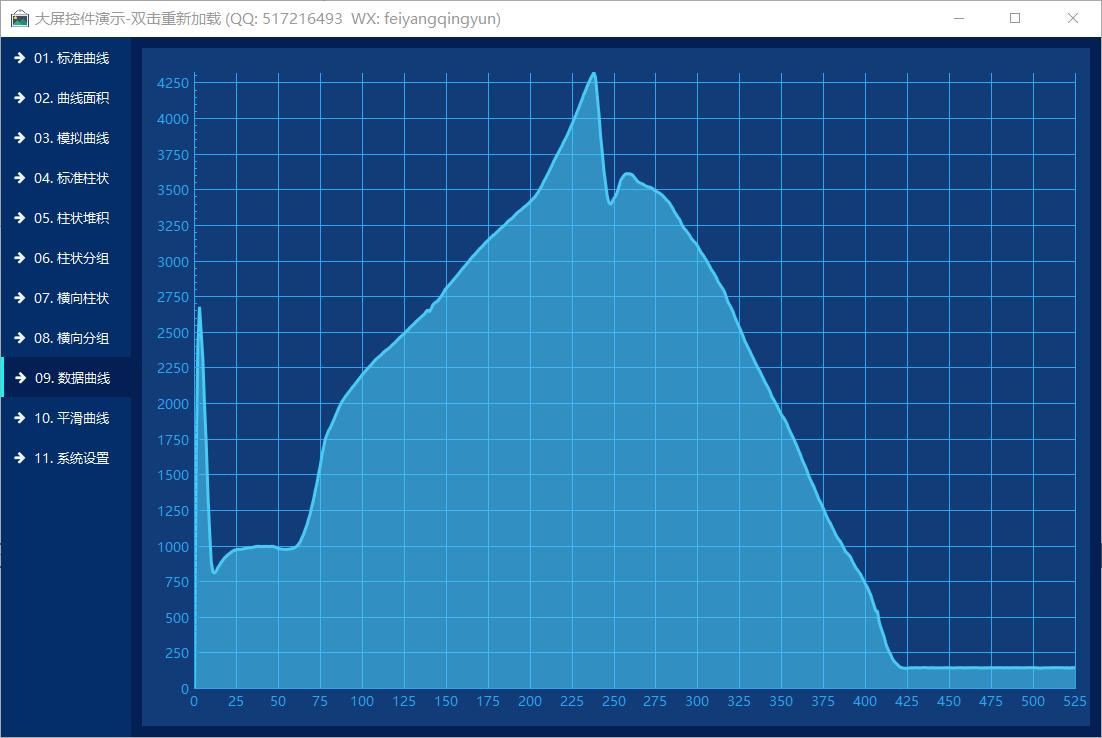 大屏控件演示-双击重新加载 (QQ: 517216493  WX: feiyangqingyun)
01. 标准曲线
02. 曲线面积
03. 模拟曲线
04. 标准柱状
05. 柱状堆积
06. 柱状分组
07. 横向柱状
08. 横向分组
09. 数据曲线
10. 平滑曲线
11. 系统设置
4250
4000
3750
3500
3250
3000
2750
2500
2250
2000
1750
1500
1250
1000
750
500
250
0
0 25 50 75 100 125 150 175 200 225 250 275 300 325 350 375 400 425 450 475 500 525